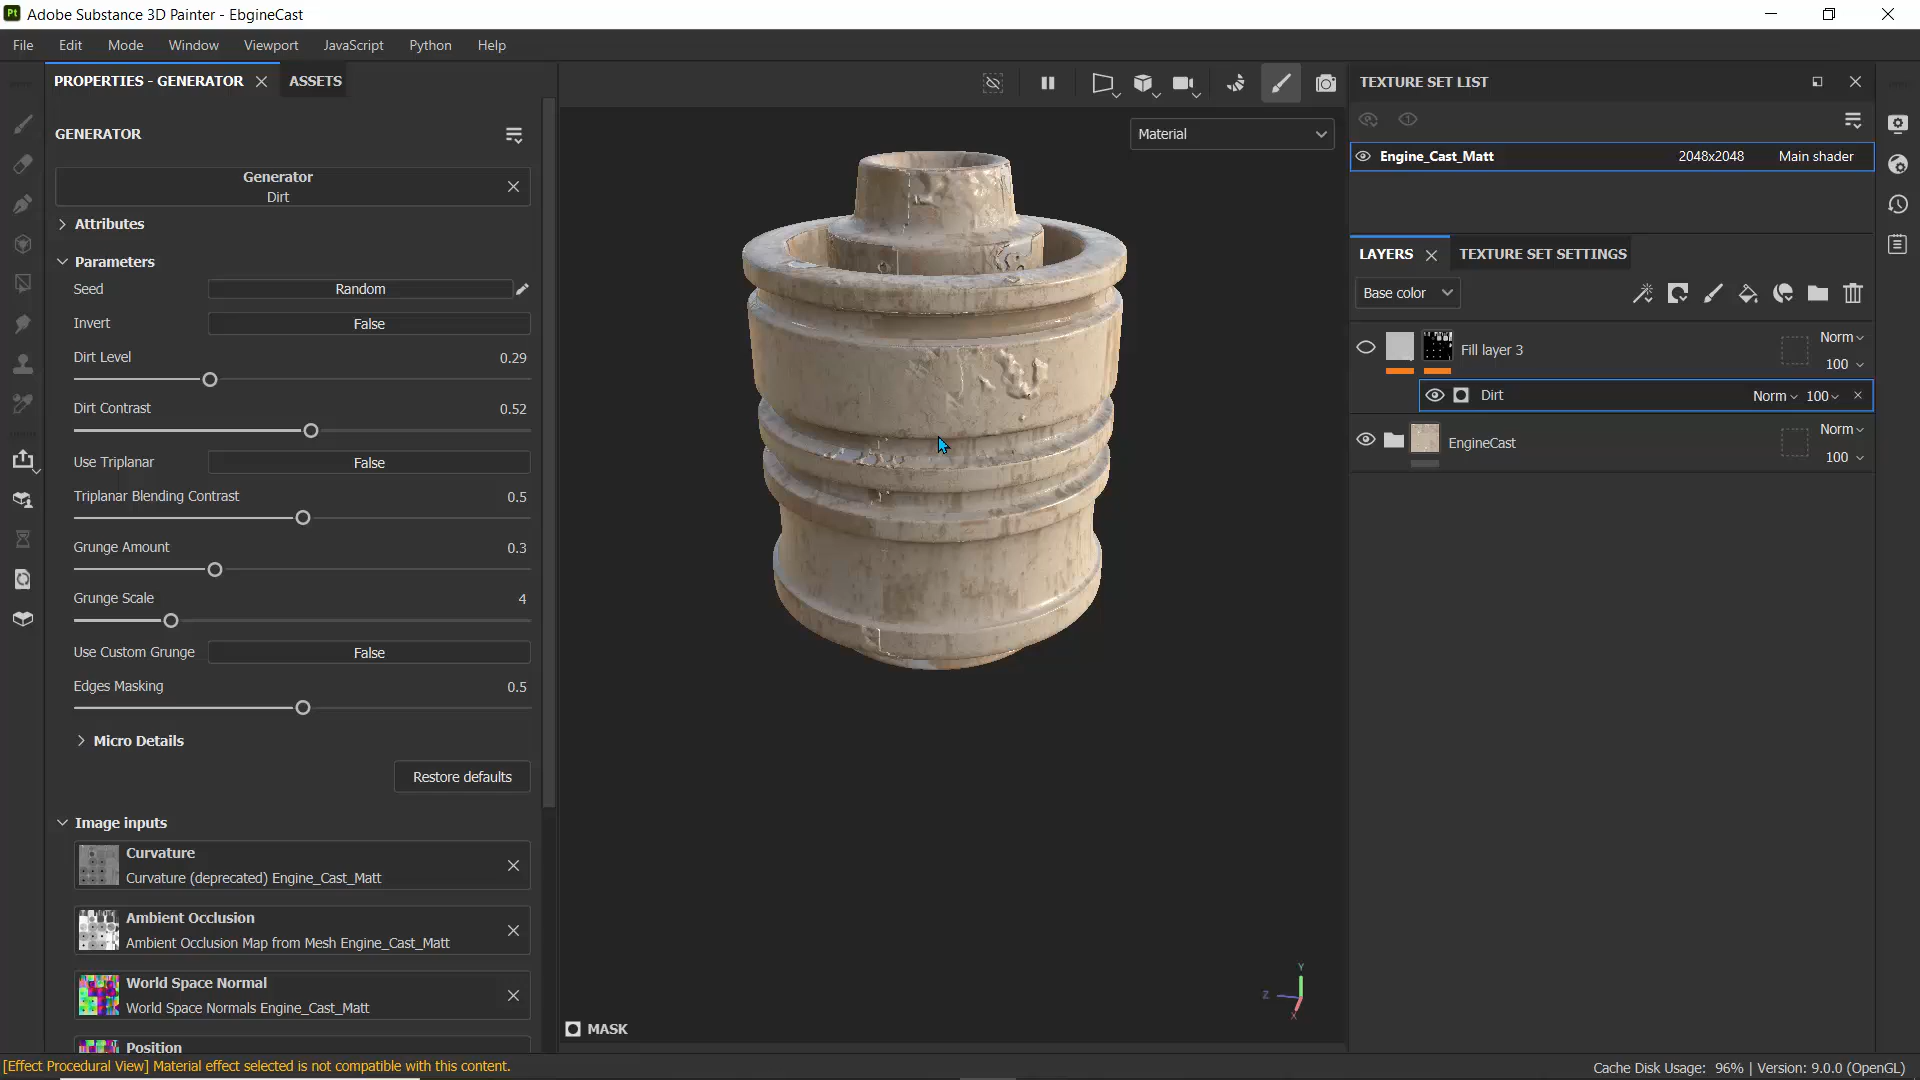 Pt Adobe Substance 3D Painter - EbgineCast
File Edit Mode Window Viewport JavaScript Python Help
PROPERTIES - GENERATOR ASSETS
GENERATOR
Generator
Dirt
Attributes
Parameters
Seed Random
Invert False
Dirt Level 0.29
Dirt Contrast 0.52
Use Triplanar False
Triplanar Blending Contrast 0.5
Grunge Amount 0.3
Grunge Scale 4
Use Custom Grunge False
Edges Masking 0.5
Micro Details
Restore defaults
Image inputs
Curvature
Curvature (deprecated) Engine_Cast_Matt
Ambient Occlusion
Ambient Occlusion Map from Mesh Engine_Cast_Matt
World Space Normal
World Space Normals Engine_Cast_Matt
Position
Material
Y
Z
X
MASK
TEXTURE SET LIST
Engine_Cast_Matt 2048x2048 Main shader
LAYERS TEXTURE SET SETTINGS
Base color
Fill layer 3 Norm
100
Dirt Norm 100
EngineCast Norm
100
[Effect Procedural View] Material effect selected is not compatible with this content.
Cache Disk Usage: 96% | Version: 9.0.0 (OpenGL)